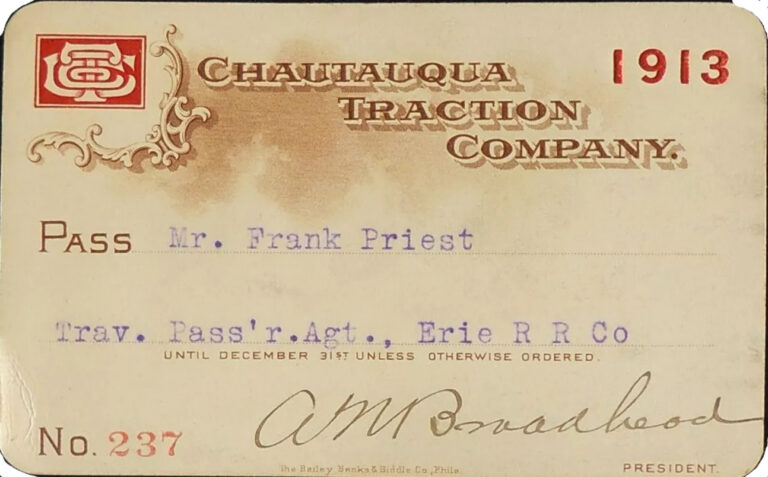 CHAUTAUQUA
TRACTION
COMPANY.
1913
PASS Mr. Frank Priest
Trav. Pass'r.Agt., Erie R R Co
UNTIL DECEMBER 31ST UNLESS OTHERWISE ORDERED.
No. 237
A N Broadhead
PRESIDENT.
The Bailey Banks & Biddle Co., Phila.